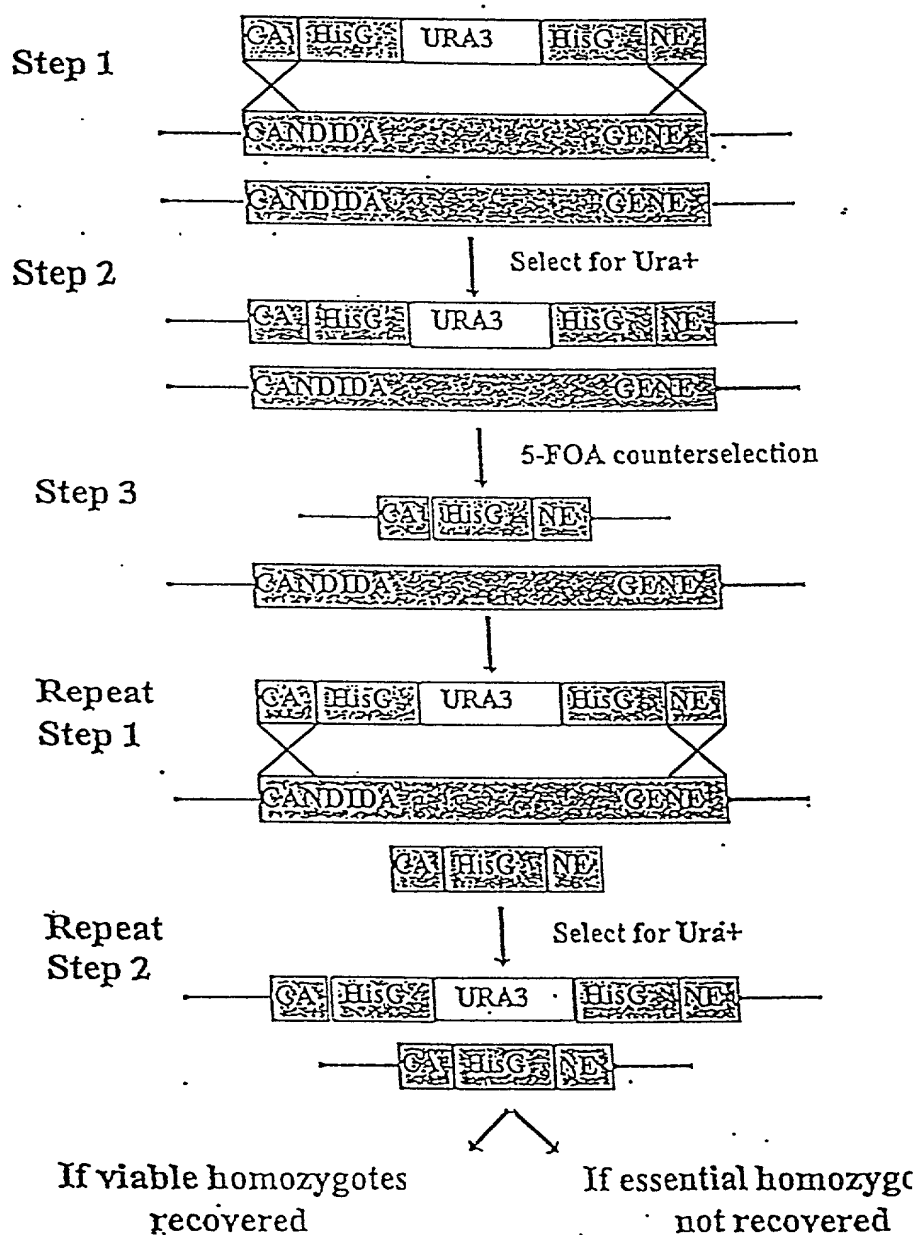 CA HisG URA3 HisG NE
Step 1
CANDIDA GENE
CANDIDA GENE
Select for Ura+
Step 2
CA HisG URA3 HisG NE
CANDIDA GENE
5-FOA counterselection
Step 3
CA HisG NE
CANDIDA GENE
Repeat
Step 1
CA HisG URA3 HisG NE
CANDIDA GENE
CA HisG NE
Repeat
Step 2
Select for Ura+
CA HisG URA3 HisG NE
CA HisG NE
If viable homozygotes
recovered
If essential homozygo
not recovered